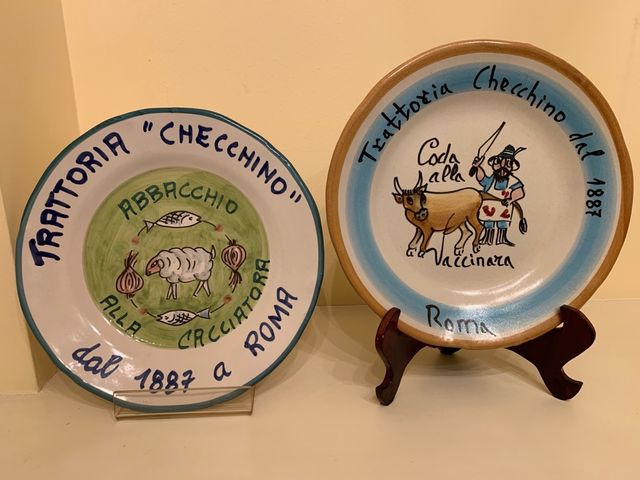 TRATTORIA "CHECCHINO"
ABBACCHIO
ALLA CACCIATORA
dal 1887 a ROMA
Trattoria Checchino dal 1887
Coda
alla
Vaccinara
Roma